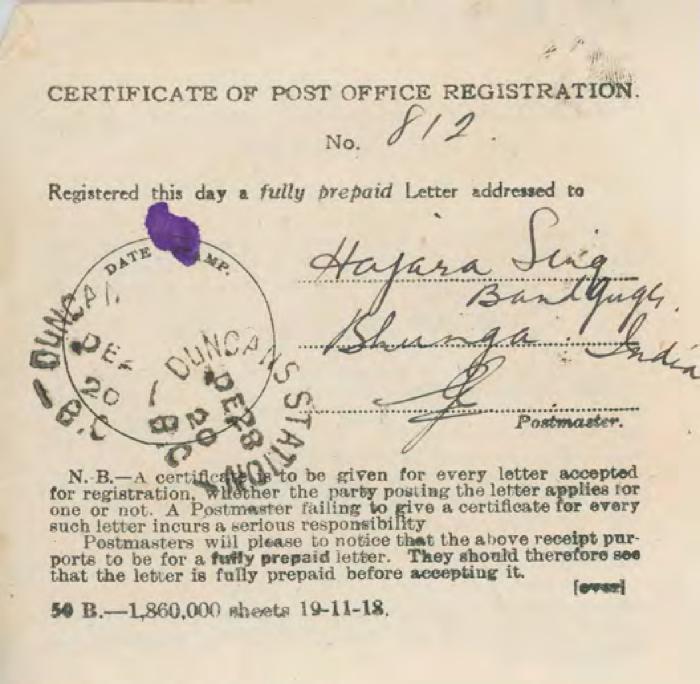 CERTIFICATE OF POST OFFICE REGISTRATION.
No. 812.
Registered this day a fully prepaid Letter addressed to
DATE STAMP.
Hajara Sing
Bhunga. India
DUNCAN
DE
20
B.C
DUNCANS STATION
DE 28
20
B.C
Postmaster.
N. B.—A certificate is to be given for every letter accepted
for registration, whether the party posting the letter applies for
one or not. A Postmaster failing to give a certificate for every
such letter incurs a serious responsibility
Postmasters will please to notice that the above receipt pur-
ports to be for a fully prepaid letter. They should therefore see
that the letter is fully prepaid before accepting it.
[over]
50 B.—1,860,000 sheets 19-11-18.